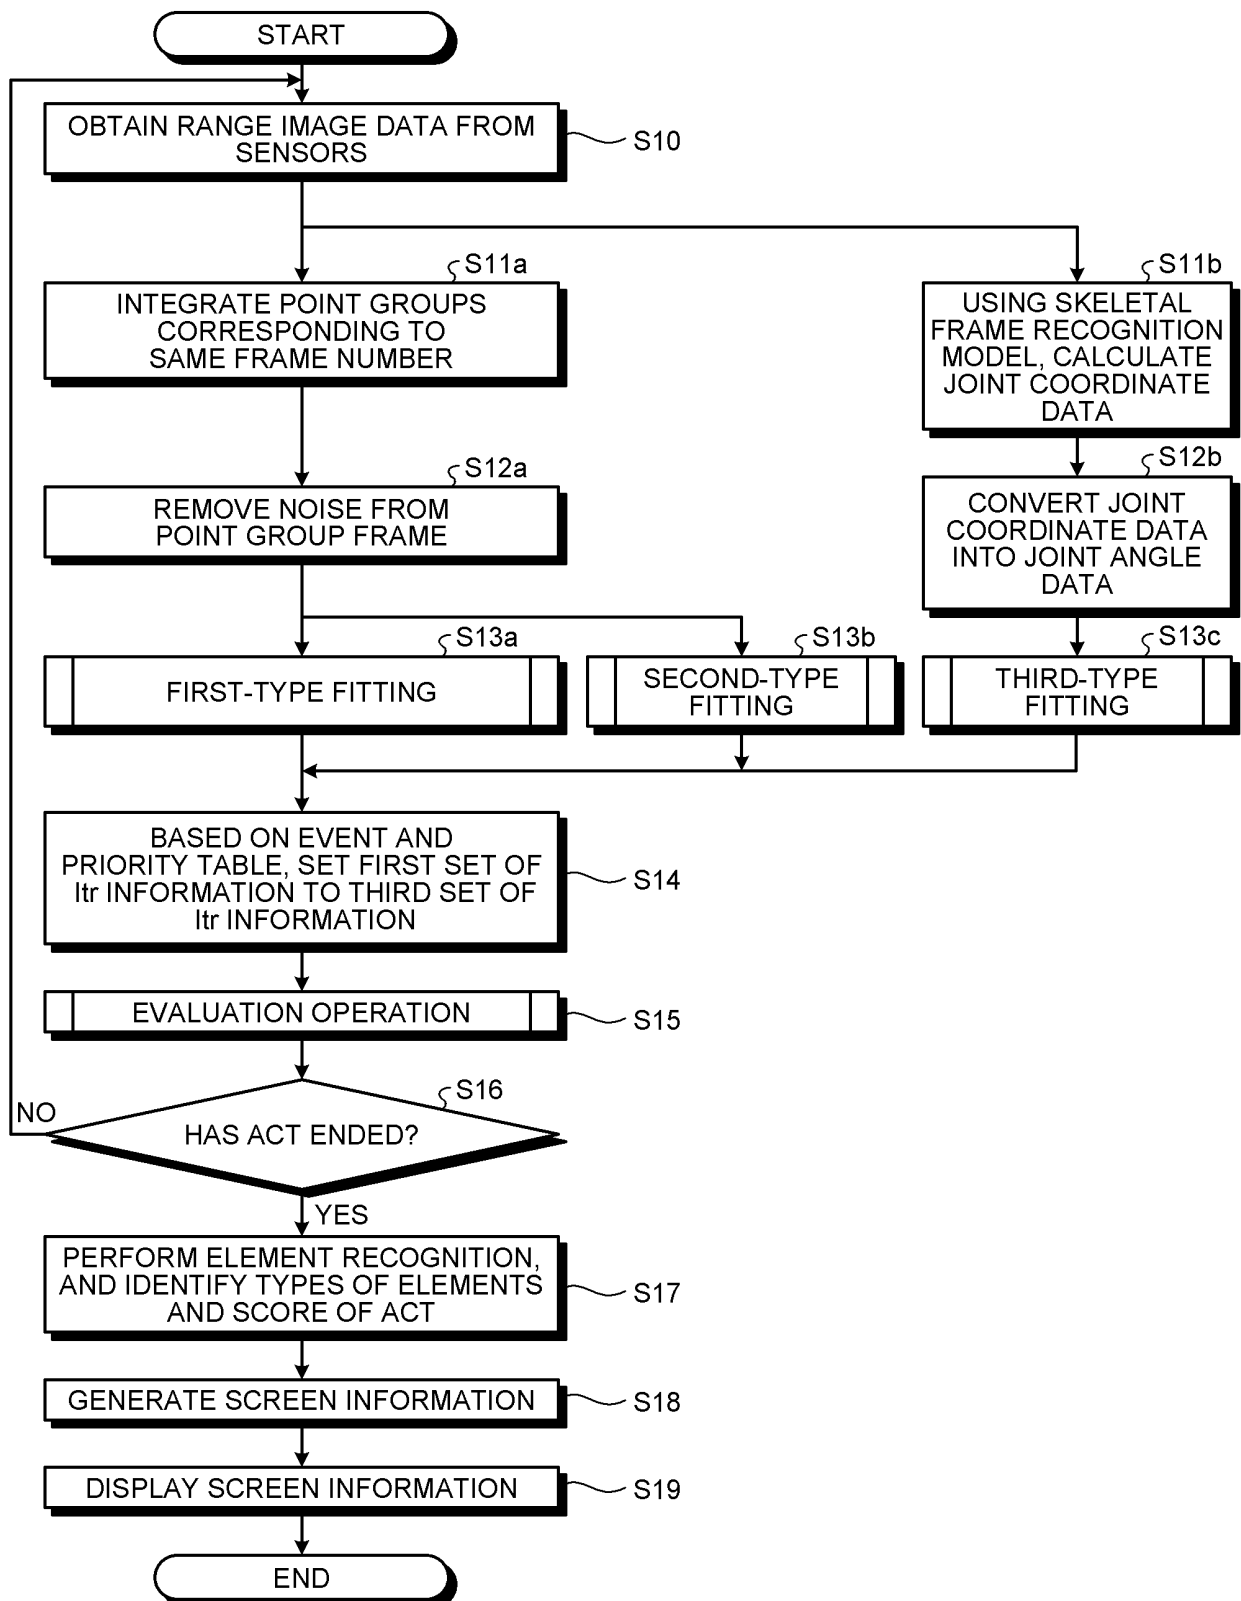 START
OBTAIN RANGE IMAGE DATA FROM
SENSORS
S10
S11a
INTEGRATE POINT GROUPS
CORRESPONDING TO
SAME FRAME NUMBER
S11b
USING SKELETAL
FRAME RECOGNITION
MODEL, CALCULATE
JOINT COORDINATE
DATA
S12a
REMOVE NOISE FROM
POINT GROUP FRAME
S12b
CONVERT JOINT
COORDINATE DATA
INTO JOINT ANGLE
DATA
S13a
FIRST-TYPE FITTING
S13b
SECOND-TYPE
FITTING
S13c
THIRD-TYPE
FITTING
BASED ON EVENT AND
PRIORITY TABLE, SET FIRST SET OF
Itr INFORMATION TO THIRD SET OF
Itr INFORMATION
S14
EVALUATION OPERATION
S15
S16
HAS ACT ENDED?
NO
YES
PERFORM ELEMENT RECOGNITION,
AND IDENTIFY TYPES OF ELEMENTS
AND SCORE OF ACT
S17
GENERATE SCREEN INFORMATION
S18
DISPLAY SCREEN INFORMATION
S19
END